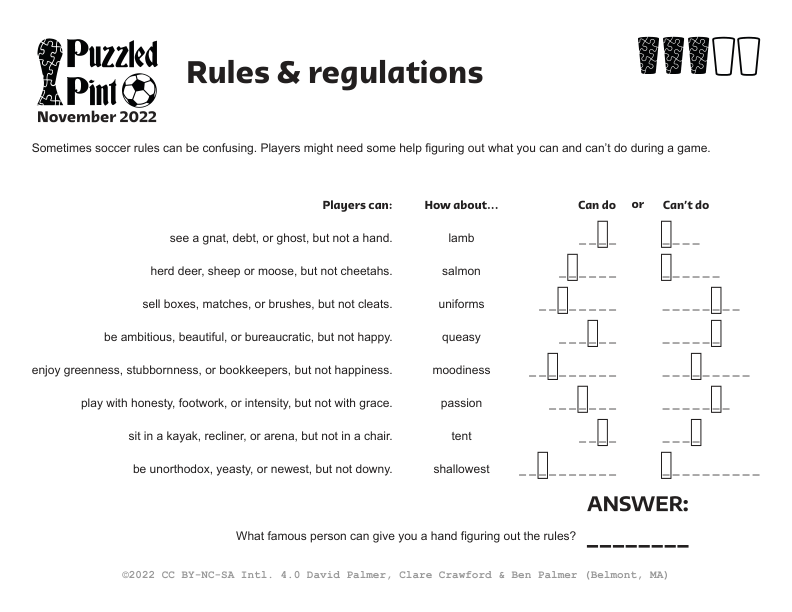 Puzzled
Pint
November 2022
Rules & regulations
Sometimes soccer rules can be confusing. Players might need some help figuring out what you can and can't do during a game.
Players can: How about... Can do or Can't do
see a gnat, debt, or ghost, but not a hand. lamb
herd deer, sheep or moose, but not cheetahs. salmon
sell boxes, matches, or brushes, but not cleats. uniforms
be ambitious, beautiful, or bureaucratic, but not happy. queasy
enjoy greenness, stubbornness, or bookkeepers, but not happiness. moodiness
play with honesty, footwork, or intensity, but not with grace. passion
sit in a kayak, recliner, or arena, but not in a chair. tent
be unorthodox, yeasty, or newest, but not downy. shallowest
ANSWER:
What famous person can give you a hand figuring out the rules?
©2022 CC BY-NC-SA Intl. 4.0 David Palmer, Clare Crawford & Ben Palmer (Belmont, MA)